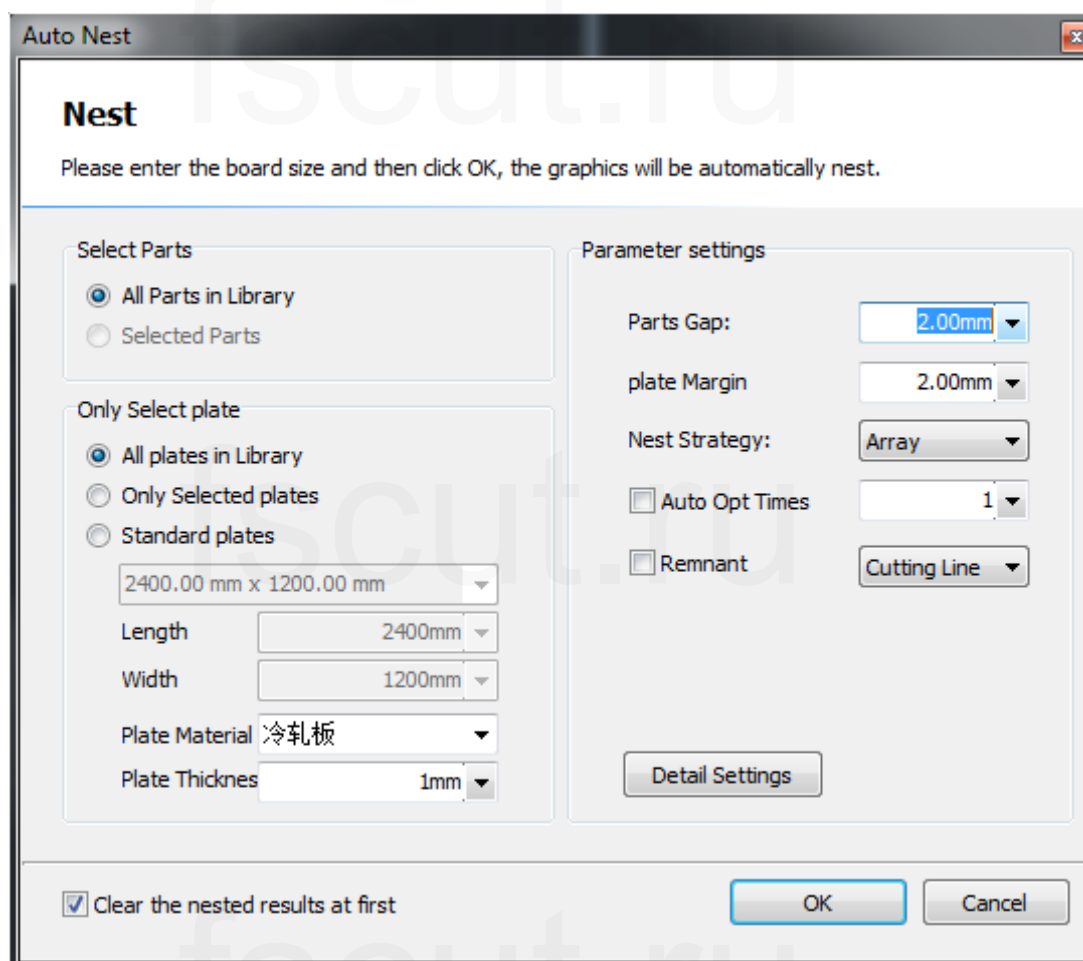 Auto Nest
Nest
Please enter the board size and then click OK, the graphics will be automatically nest.
Select Parts
All Parts in Library
Selected Parts
Only Select plate
All plates in Library
Only Selected plates
Standard plates
2400.00 mm x 1200.00 mm
Length 2400mm
Width 1200mm
Plate Material 冷轧板
Plate Thicknes 1mm
Parameter settings
Parts Gap: 2.00mm
plate Margin 2.00mm
Nest Strategy: Array
Auto Opt Times 1
Remnant Cutting Line
Detail Settings
Clear the nested results at first
OK
Cancel
fscut.ru
fscut.ru
fscut.ru